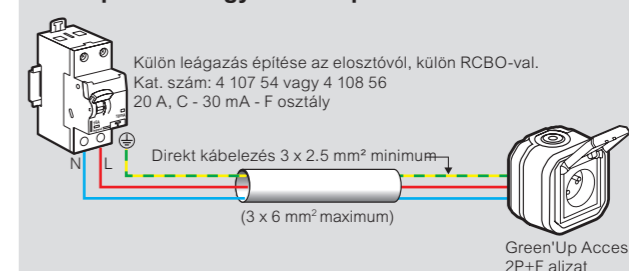 Külön leágazás építése az elosztóvól, külön RCBO-val.
Kat. szám: 4 107 54 vagy 4 108 56
20 A, C - 30 mA - F osztály
N
L
Direkt kábelezés 3 x 2.5 mm² minimum
(3 x 6 mm² maximum)
Green'Up Acces
2P+F aljzat